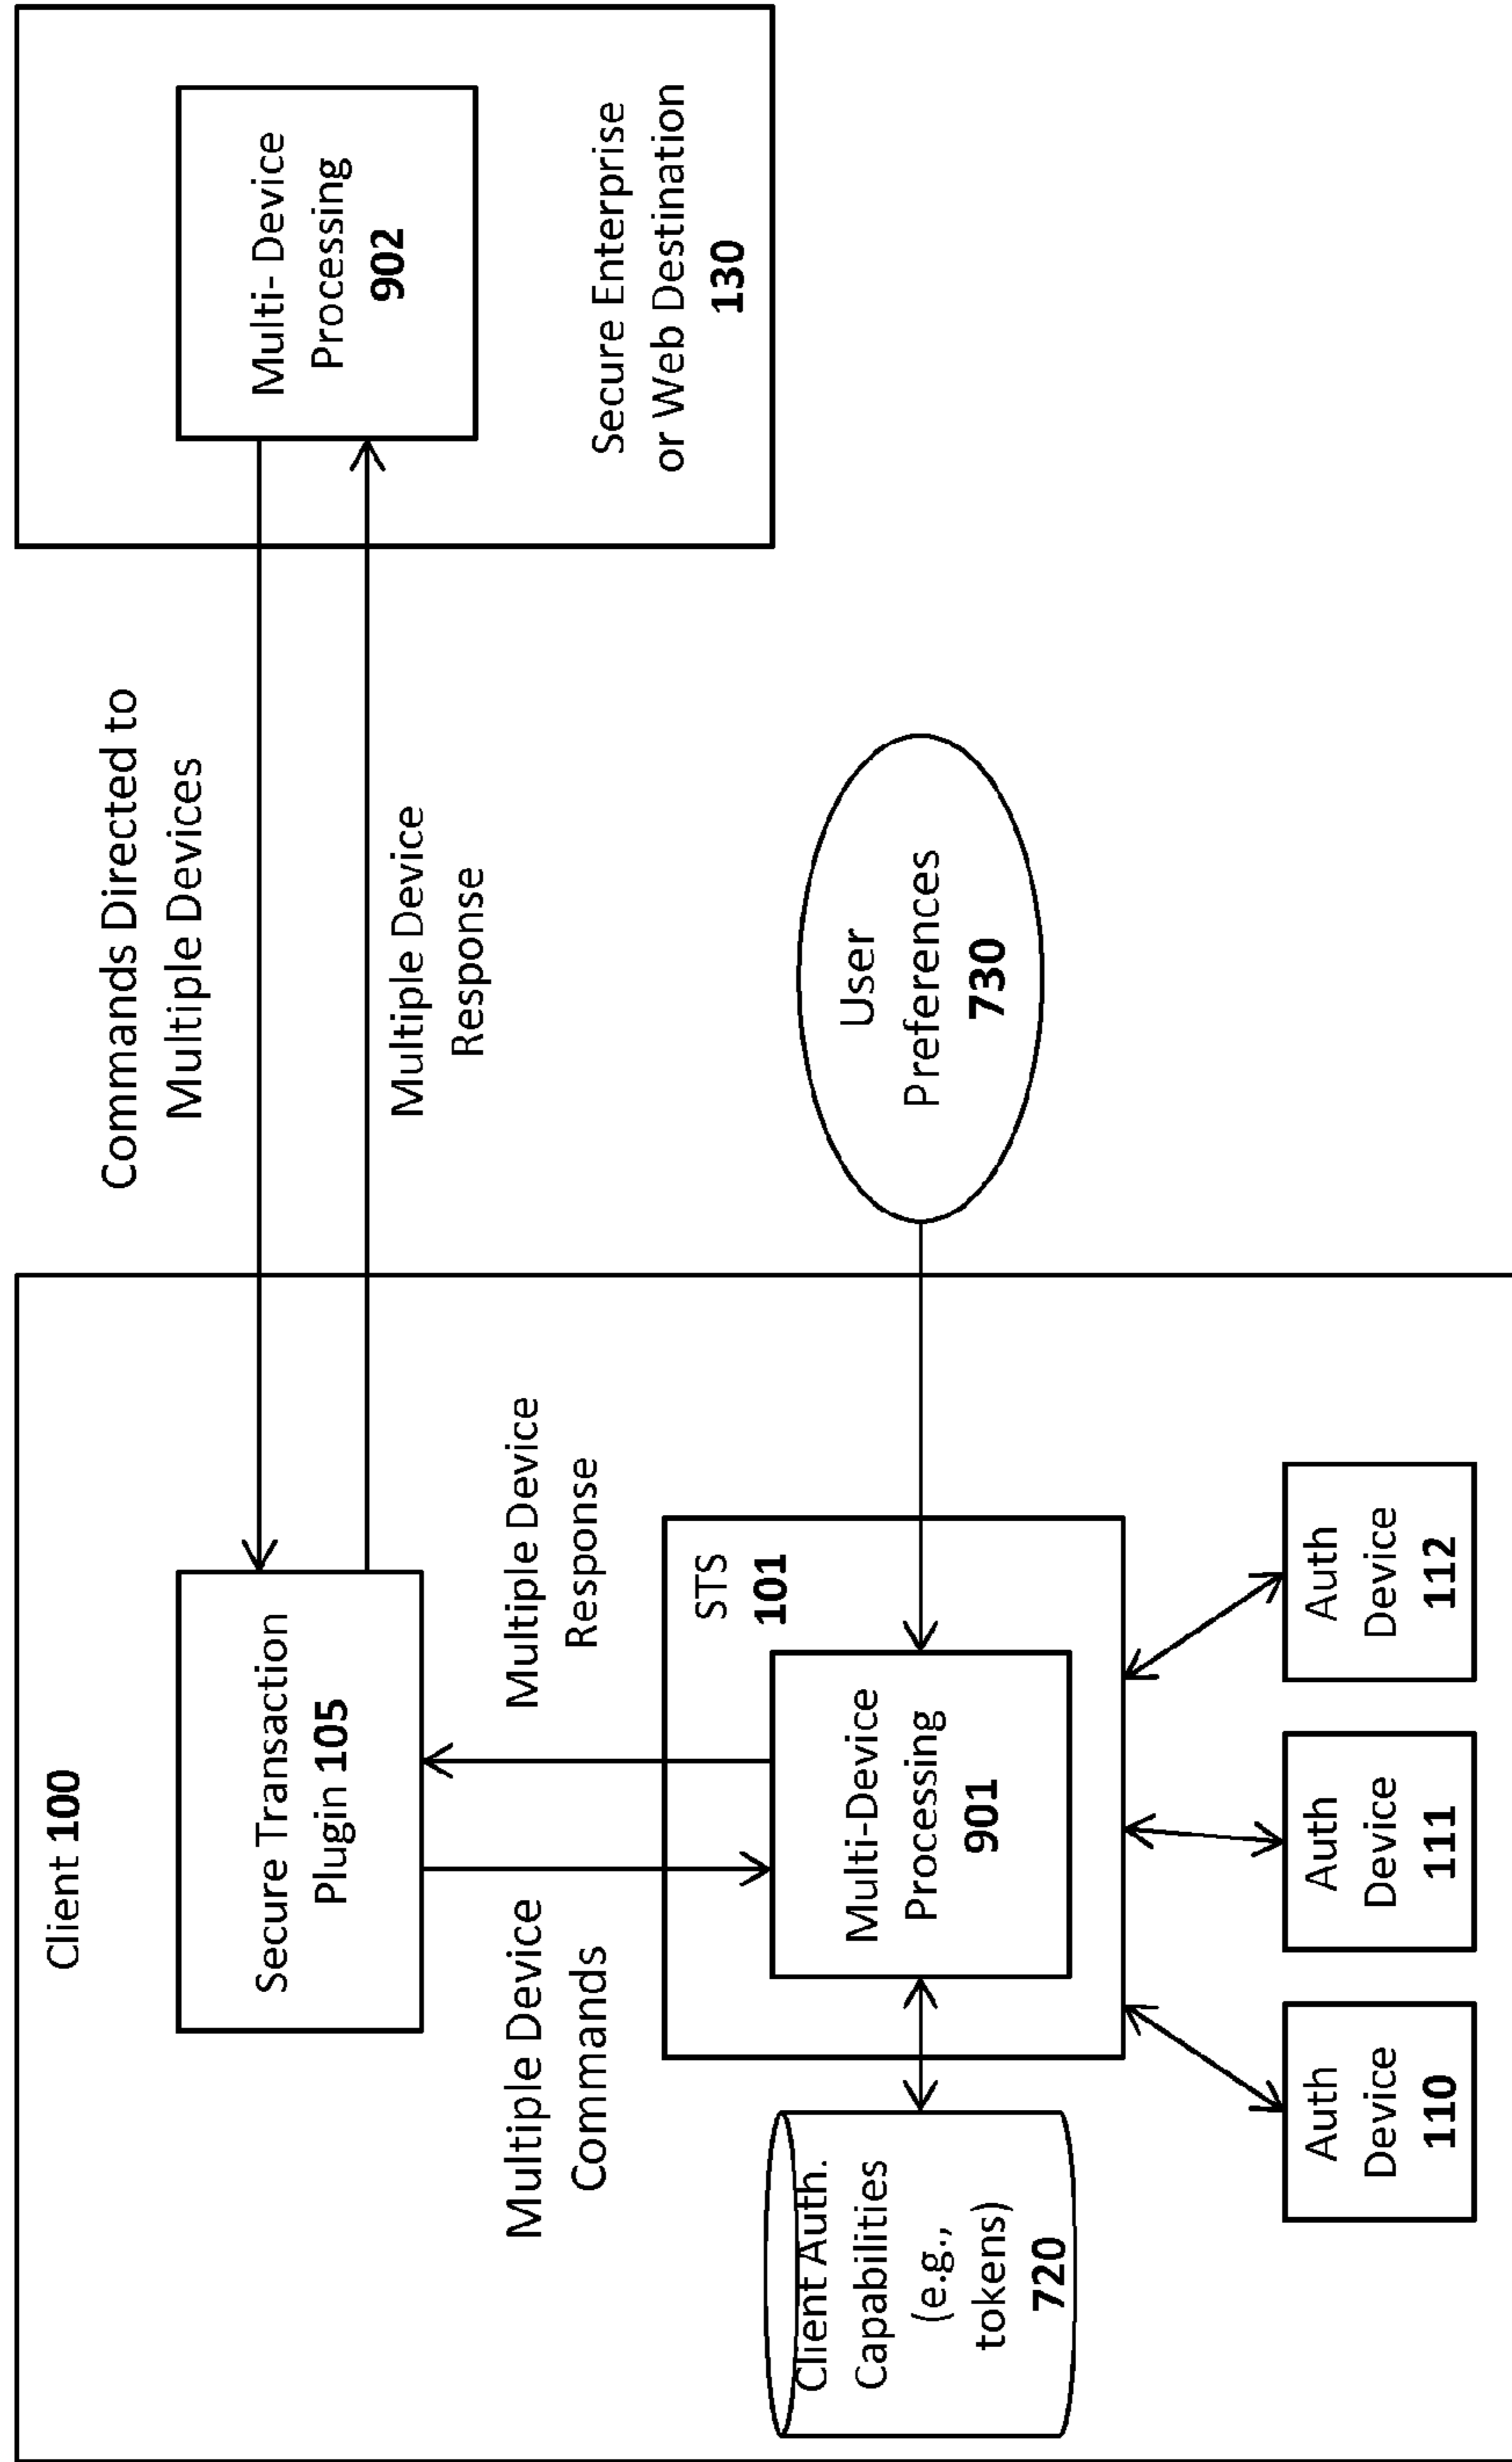 Client 100
Secure Transaction
Plugin 105
Commands Directed to
Multiple Devices
Multiple Device
Response
Multi- Device
Processing
902
Secure Enterprise
or Web Destination
130
Multiple Device
Commands
Multiple Device
Response
STS
101
Multi-Device
Processing
901
Client Auth.
Capabilities
(e.g.,
tokens)
720
User
Preferences
730
Auth
Device
110
Auth
Device
111
Auth
Device
112